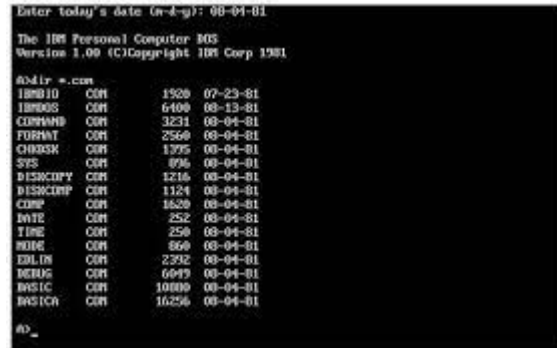 Enter today's date (m-d-y): 08-04-81
The IBM Personal Computer DOS
Version 1.00 (C)Copyright IBM Corp 1981
A>dir *.com
IBMBIO COM 1920 07-23-81
IBMDOS COM 6400 08-13-81
COMMAND COM 3231 08-04-81
FORMAT COM 2560 08-04-81
CHKDSK COM 1395 08-04-81
SYS COM 896 08-04-81
DISKCOPY COM 1216 08-04-81
DISKCOMP COM 1124 08-04-81
COMP COM 1620 08-04-81
DATE COM 252 08-04-81
TIME COM 250 08-04-81
MODE COM 860 08-04-81
EDLIN COM 2392 08-04-81
DEBUG COM 6049 08-04-81
BASIC COM 10880 08-04-81
BASICA COM 16256 08-04-81
A>_